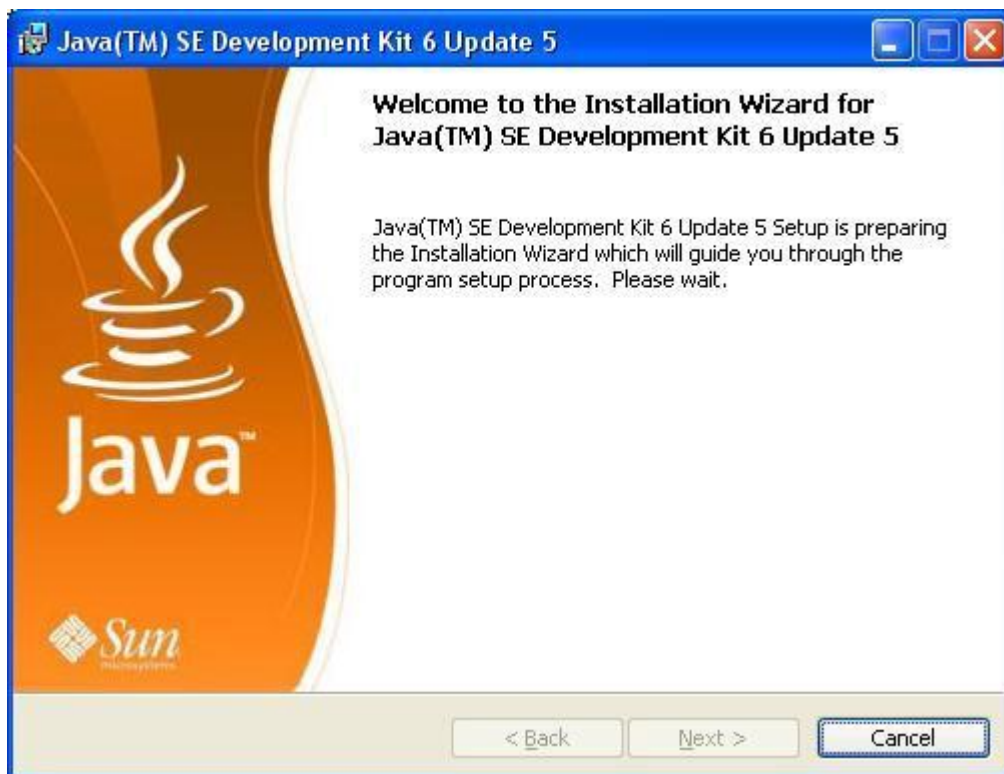 Java(TM) SE Development Kit 6 Update 5
Welcome to the Installation Wizard for
Java(TM) SE Development Kit 6 Update 5
Java(TM) SE Development Kit 6 Update 5 Setup is preparing
the Installation Wizard which will guide you through the
program setup process.  Please wait.
Java™
Sun
microsystems
< Back
Next >
Cancel